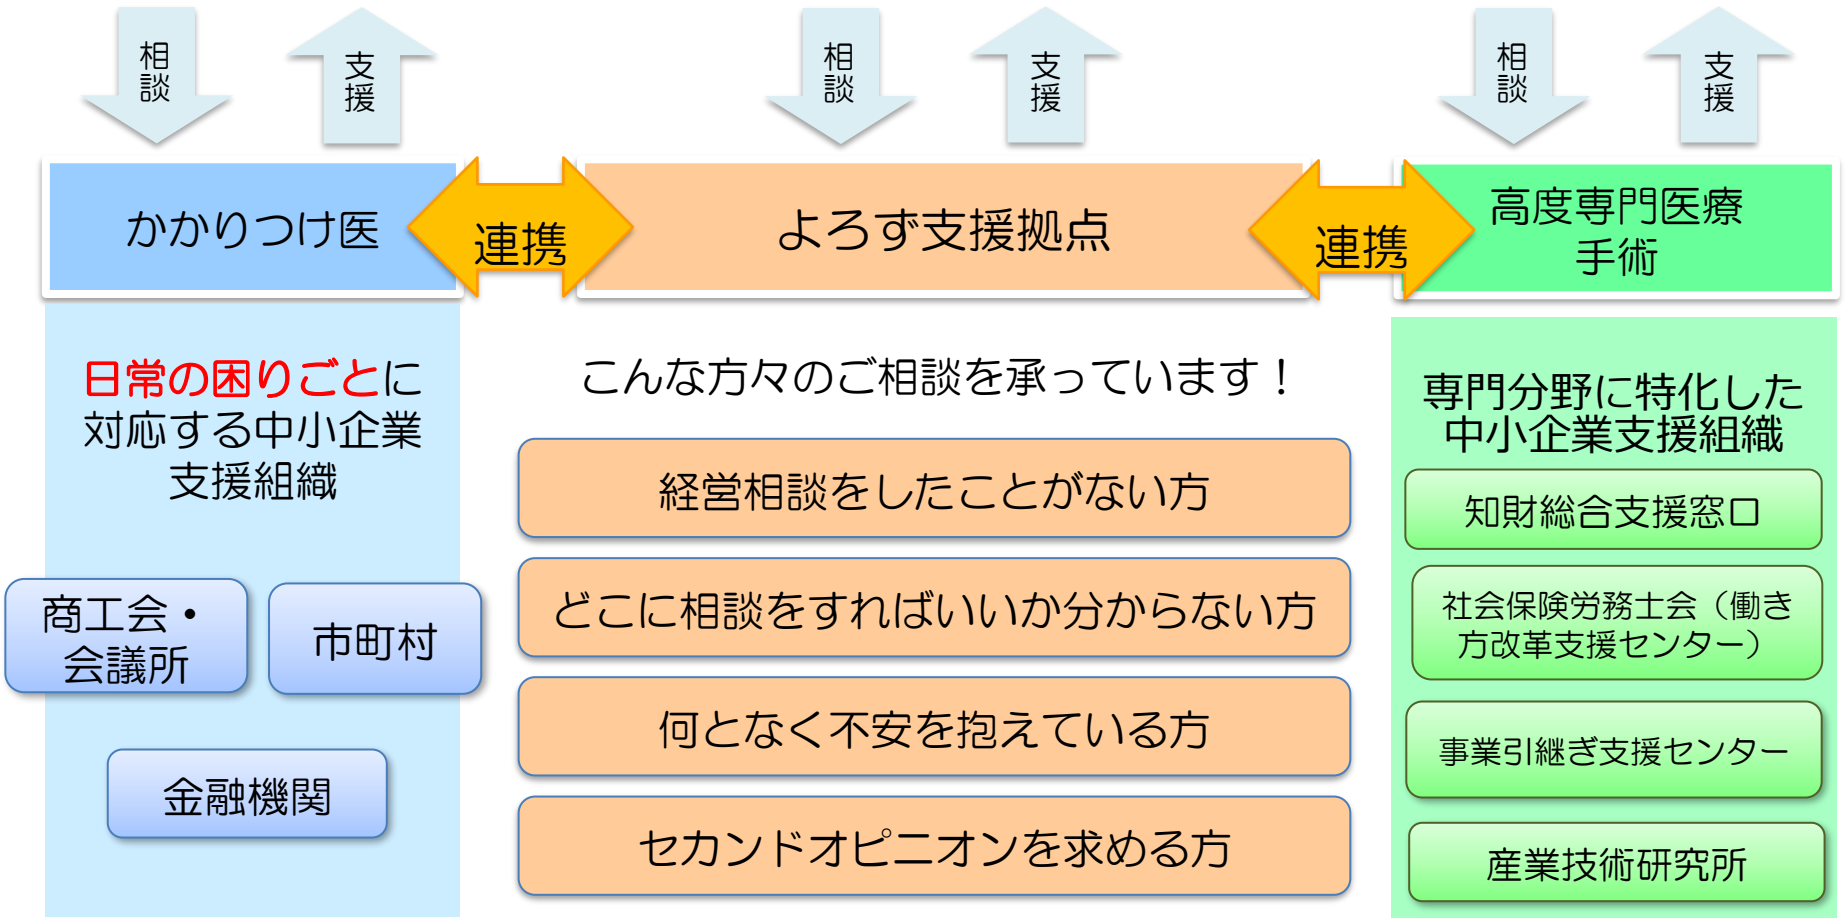 相談
支援
相談
支援
相談
支援
かかりつけ医
連携
よろず支援拠点
連携
高度専門医療
手術
日常の困りごとに
対応する中小企業
支援組織
商工会・
会議所
市町村
金融機関
こんな方々のご相談を承っています！
経営相談をしたことがない方
どこに相談をすればいいか分からない方
何となく不安を抱えている方
セカンドオピニオンを求める方
専門分野に特化した
中小企業支援組織
知財総合支援窓口
社会保険労務士会（働き
方改革支援センター）
事業引継ぎ支援センター
産業技術研究所